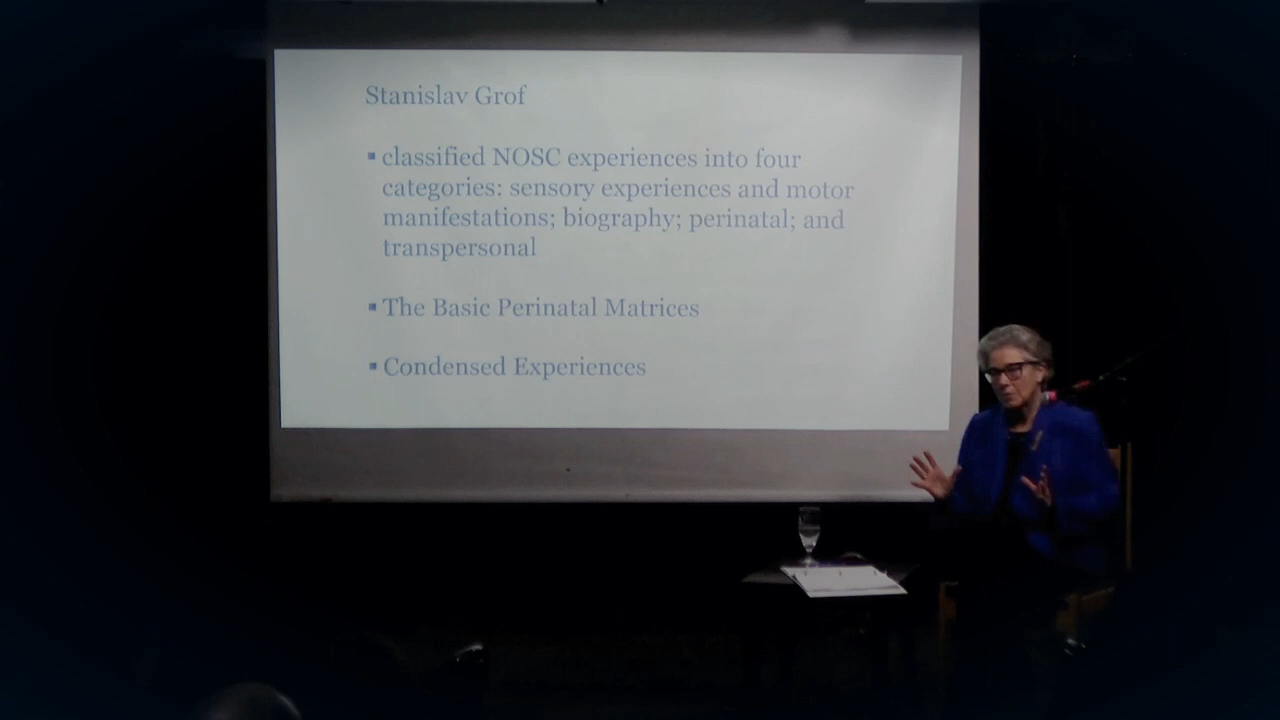 Stanislav Grof
▪ classified NOSC experiences into four
categories: sensory experiences and motor
manifestations; biography; perinatal; and
transpersonal
▪ The Basic Perinatal Matrices
▪ Condensed Experiences